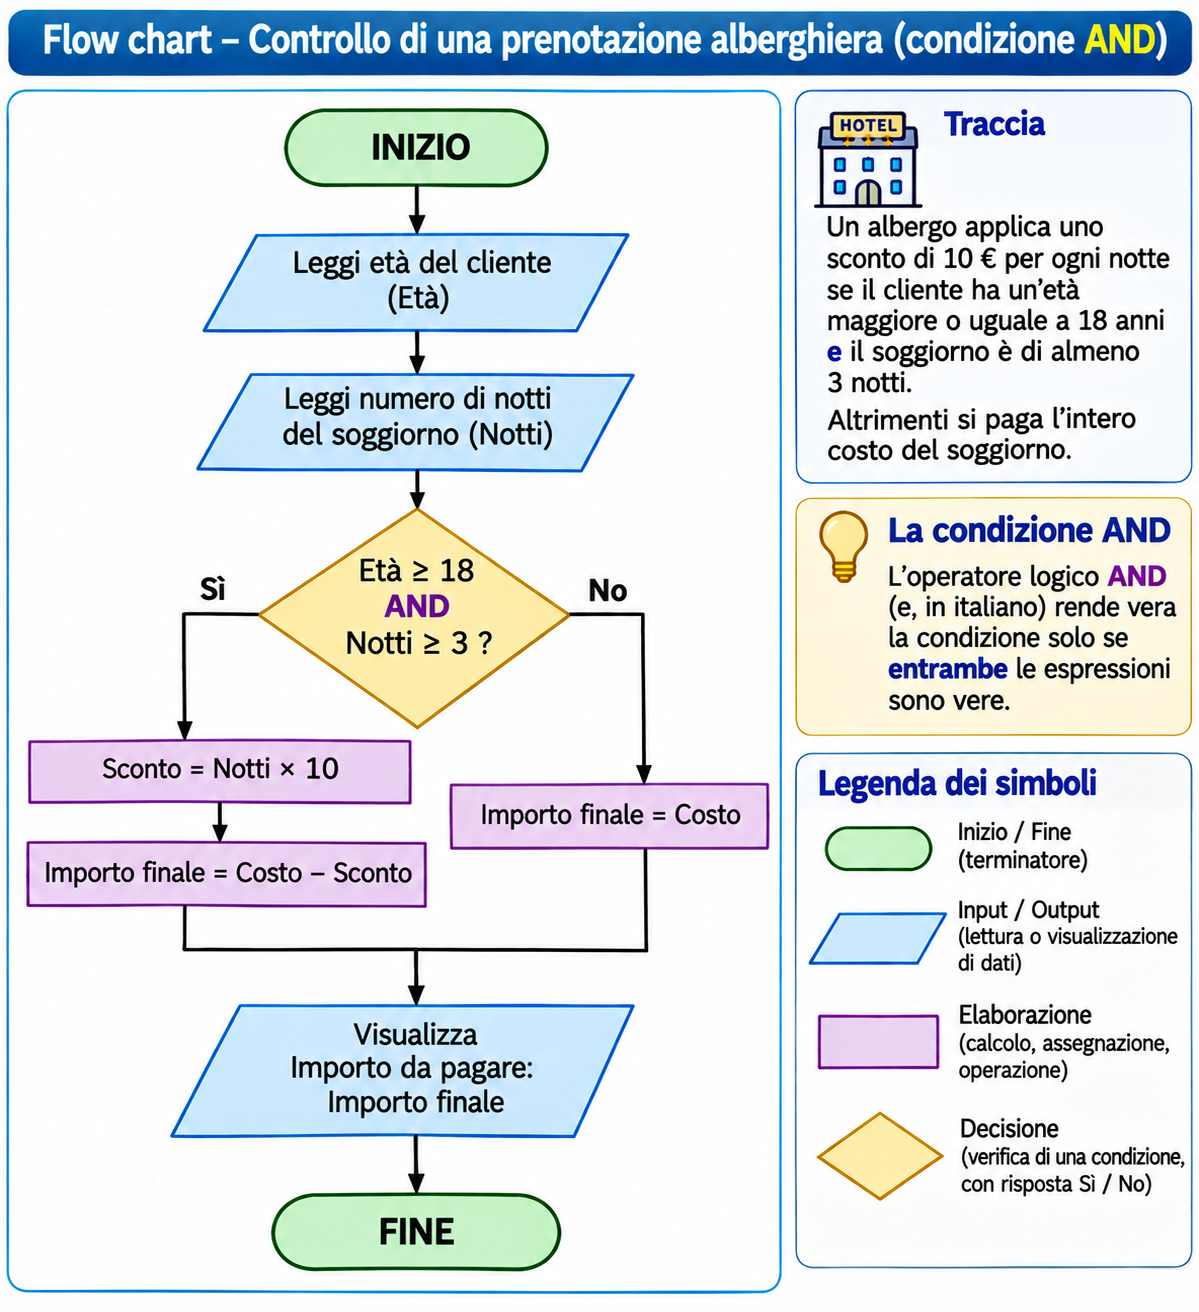 Flow chart – Controllo di una prenotazione alberghiera (condizione AND)
INIZIO
Leggi età del cliente
(Età)
Leggi numero di notti
del soggiorno (Notti)
Età ≥ 18
AND
Notti ≥ 3 ?
Sì
No
Sconto = Notti × 10
Importo finale = Costo – Sconto
Importo finale = Costo
Visualizza
Importo da pagare:
Importo finale
FINE
HOTEL
Traccia
Un albergo applica uno
sconto di 10 € per ogni notte
se il cliente ha un’età
maggiore o uguale a 18 anni
e il soggiorno è di almeno
3 notti.
Altrimenti si paga l’intero
costo del soggiorno.
La condizione AND
L’operatore logico AND
(e, in italiano) rende vera
la condizione solo se
entrambe le espressioni
sono vere.
Legenda dei simboli
Inizio / Fine
(terminatore)
Input / Output
(lettura o visualizzazione
di dati)
Elaborazione
(calcolo, assegnazione,
operazione)
Decisione
(verifica di una condizione,
con risposta Sì / No)